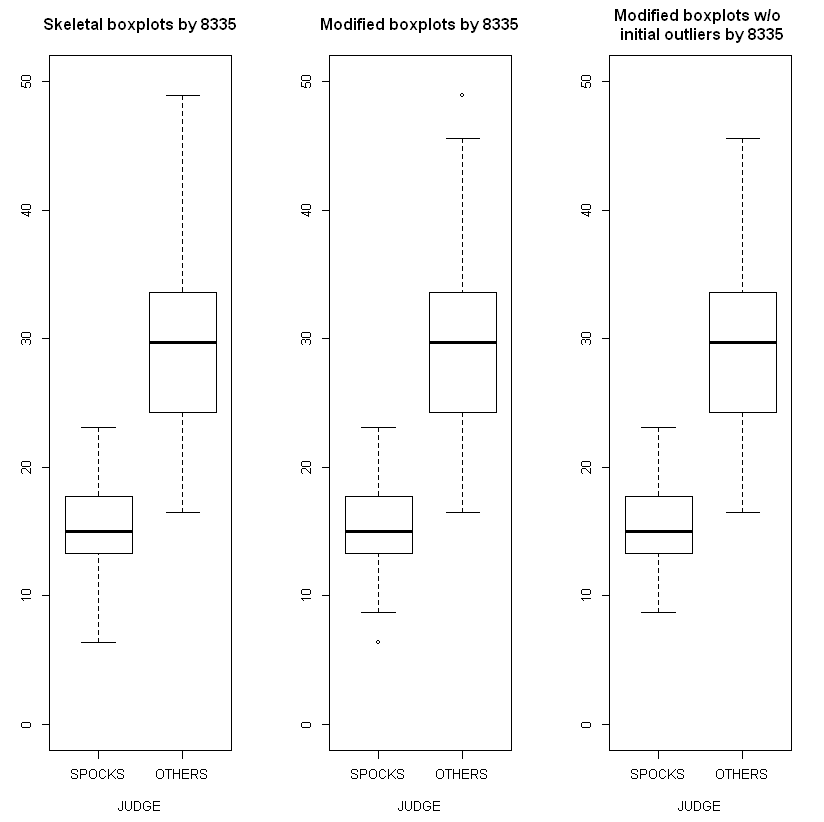 Skeletal boxplots by 8335
50
40
30
20
10
0
SPOCKS OTHERS
JUDGE
Modified boxplots by 8335
50
40
30
20
10
0
SPOCKS OTHERS
JUDGE
Modified boxplots w/o
initial outliers by 8335
50
40
30
20
10
0
SPOCKS OTHERS
JUDGE